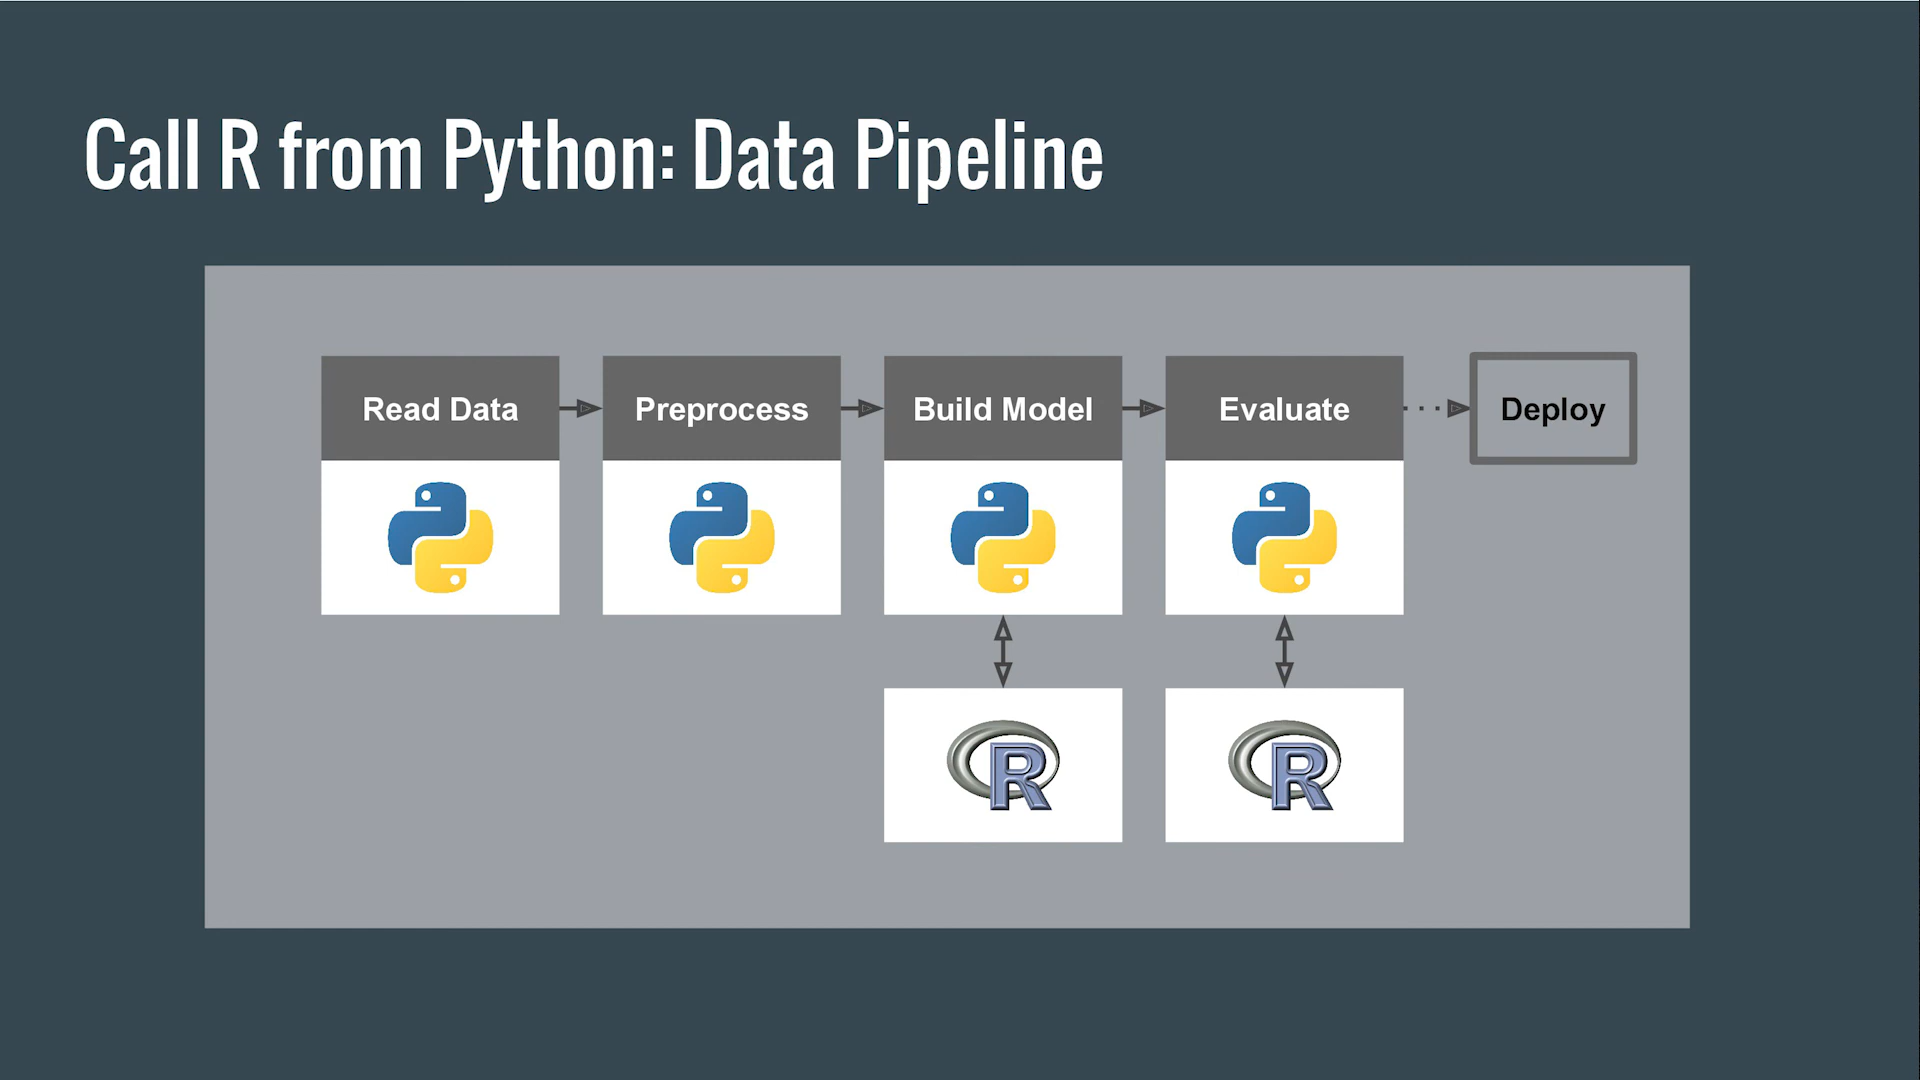 Call R from Python: Data Pipeline
Read Data
Preprocess
Build Model
Evaluate
Deploy
R
R